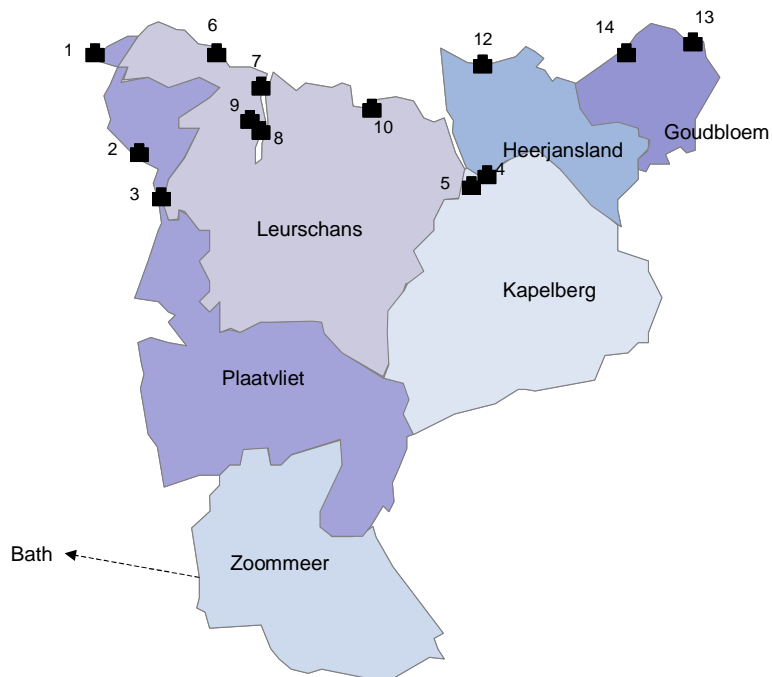 6
13
1
14
12
7
9
10
8
Goudbloem
2
Heerjansland
4
5
3
Leurschans
Kapelberg
Plaatvliet
Bath
Zoommeer